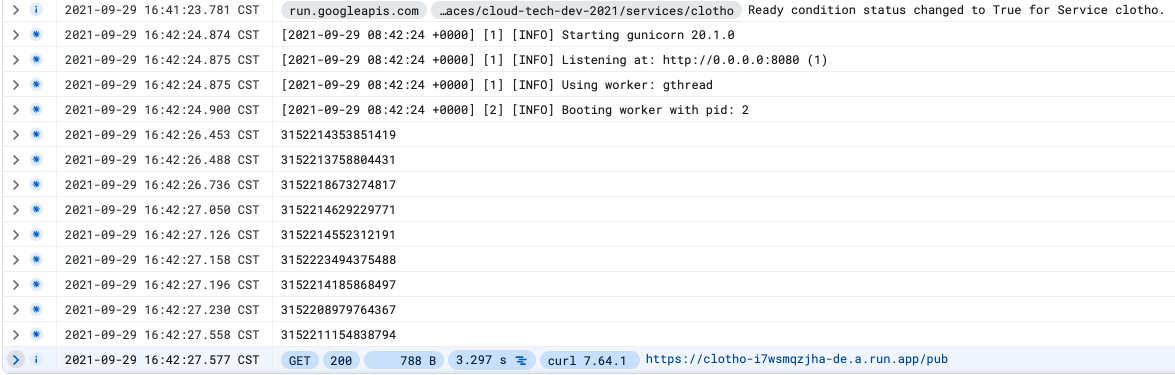 2021-09-29 16:41:23.781 CST run.googleapis.com …aces/cloud-tech-dev-2021/services/clotho Ready condition status changed to True for Service clotho.
2021-09-29 16:42:24.874 CST [2021-09-29 08:42:24 +0000] [1] [INFO] Starting gunicorn 20.1.0
2021-09-29 16:42:24.875 CST [2021-09-29 08:42:24 +0000] [1] [INFO] Listening at: http://0.0.0.0:8080 (1)
2021-09-29 16:42:24.875 CST [2021-09-29 08:42:24 +0000] [1] [INFO] Using worker: gthread
2021-09-29 16:42:24.900 CST [2021-09-29 08:42:24 +0000] [2] [INFO] Booting worker with pid: 2
2021-09-29 16:42:26.453 CST 3152214353851419
2021-09-29 16:42:26.488 CST 3152213758804431
2021-09-29 16:42:26.736 CST 3152218673274817
2021-09-29 16:42:27.050 CST 3152214629229771
2021-09-29 16:42:27.126 CST 3152214552312191
2021-09-29 16:42:27.158 CST 3152223494375488
2021-09-29 16:42:27.196 CST 3152214185868497
2021-09-29 16:42:27.230 CST 3152208979764367
2021-09-29 16:42:27.558 CST 3152211154838794
2021-09-29 16:42:27.577 CST GET 200 788 B 3.297 s curl 7.64.1 https://clotho-i7wsmqzjha-de.a.run.app/pub